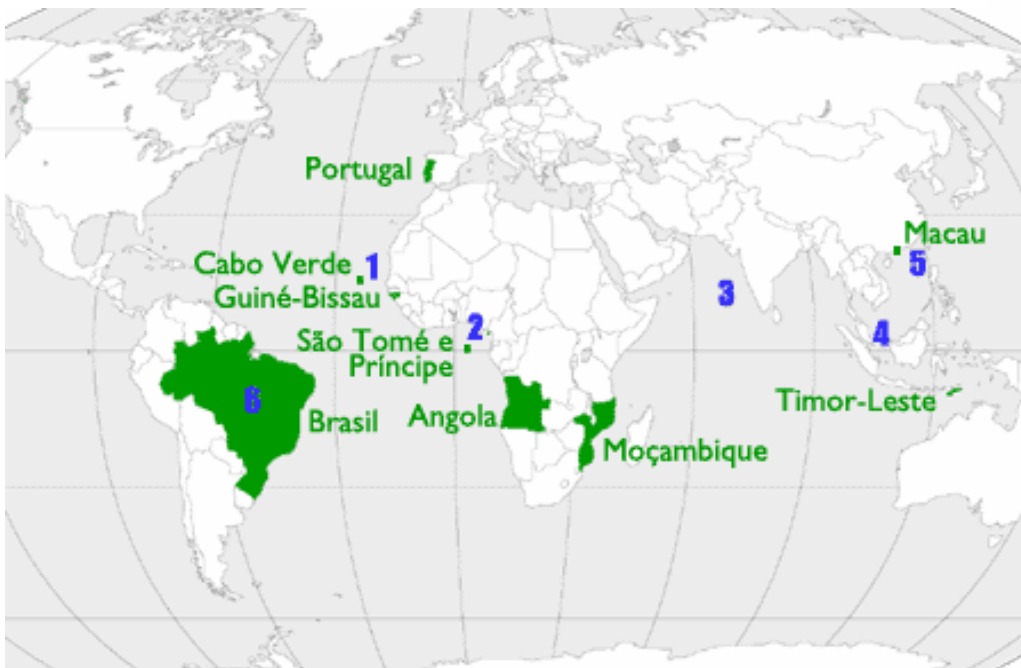 Portugal
Macau
5
Cabo Verde
1
Guiné-Bissau
3
2
São Tomé e
Príncipe
4
6
Brasil
Angola
Timor-Leste
Moçambique